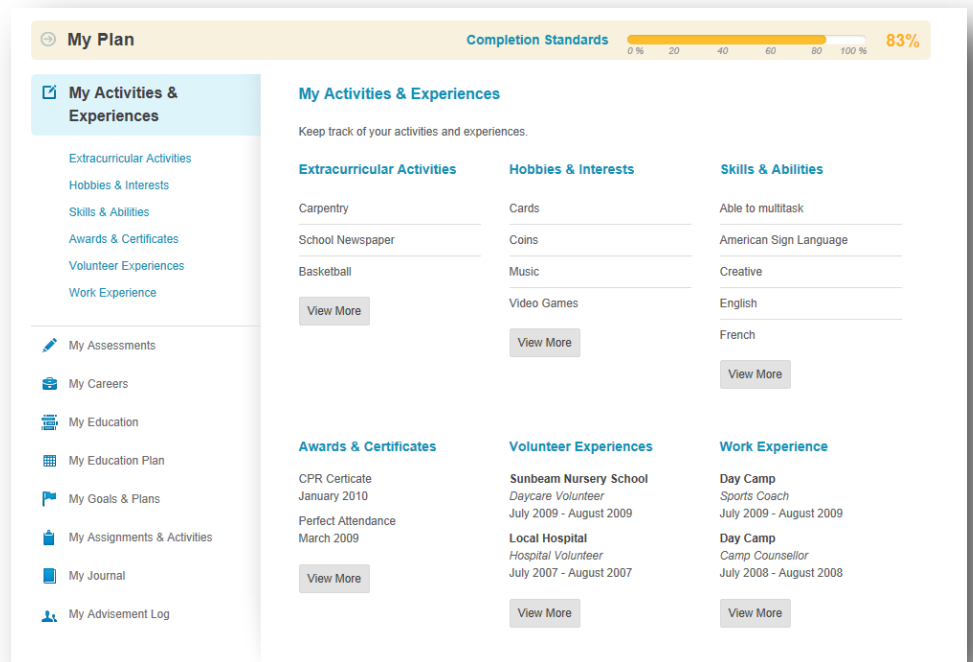 My Plan
Completion Standards
0 % 20 40 60 80 100 %
83%
My Activities &
Experiences
Extracurricular Activities
Hobbies & Interests
Skills & Abilities
Awards & Certificates
Volunteer Experiences
Work Experience
My Assessments
My Careers
My Education
My Education Plan
My Goals & Plans
My Assignments & Activities
My Journal
My Advisement Log
My Activities & Experiences
Keep track of your activities and experiences.
Extracurricular Activities
Carpentry
School Newspaper
Basketball
View More
Hobbies & Interests
Cards
Coins
Music
Video Games
View More
Skills & Abilities
Able to multitask
American Sign Language
Creative
English
French
View More
Awards & Certificates
CPR Certicate
January 2010
Perfect Attendance
March 2009
View More
Volunteer Experiences
Sunbeam Nursery School
Daycare Volunteer
July 2009 - August 2009
Local Hospital
Hospital Volunteer
July 2007 - August 2007
View More
Work Experience
Day Camp
Sports Coach
July 2009 - August 2009
Day Camp
Camp Counsellor
July 2008 - August 2008
View More